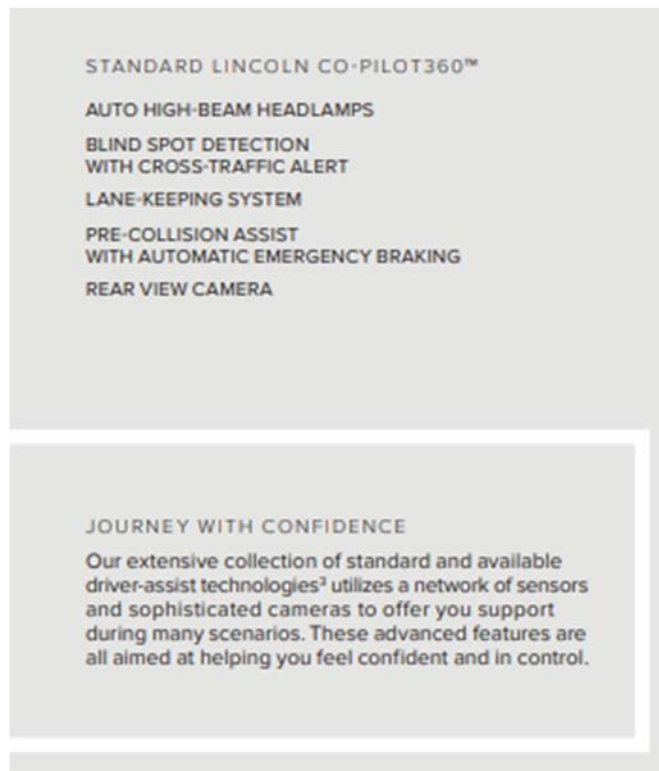 STANDARD LINCOLN CO-PILOT360™
AUTO HIGH-BEAM HEADLAMPS
BLIND SPOT DETECTION
WITH CROSS-TRAFFIC ALERT
LANE-KEEPING SYSTEM
PRE-COLLISION ASSIST
WITH AUTOMATIC EMERGENCY BRAKING
REAR VIEW CAMERA
JOURNEY WITH CONFIDENCE
Our extensive collection of standard and available
driver-assist technologies³ utilizes a network of sensors
and sophisticated cameras to offer you support
during many scenarios. These advanced features are
all aimed at helping you feel confident and in control.